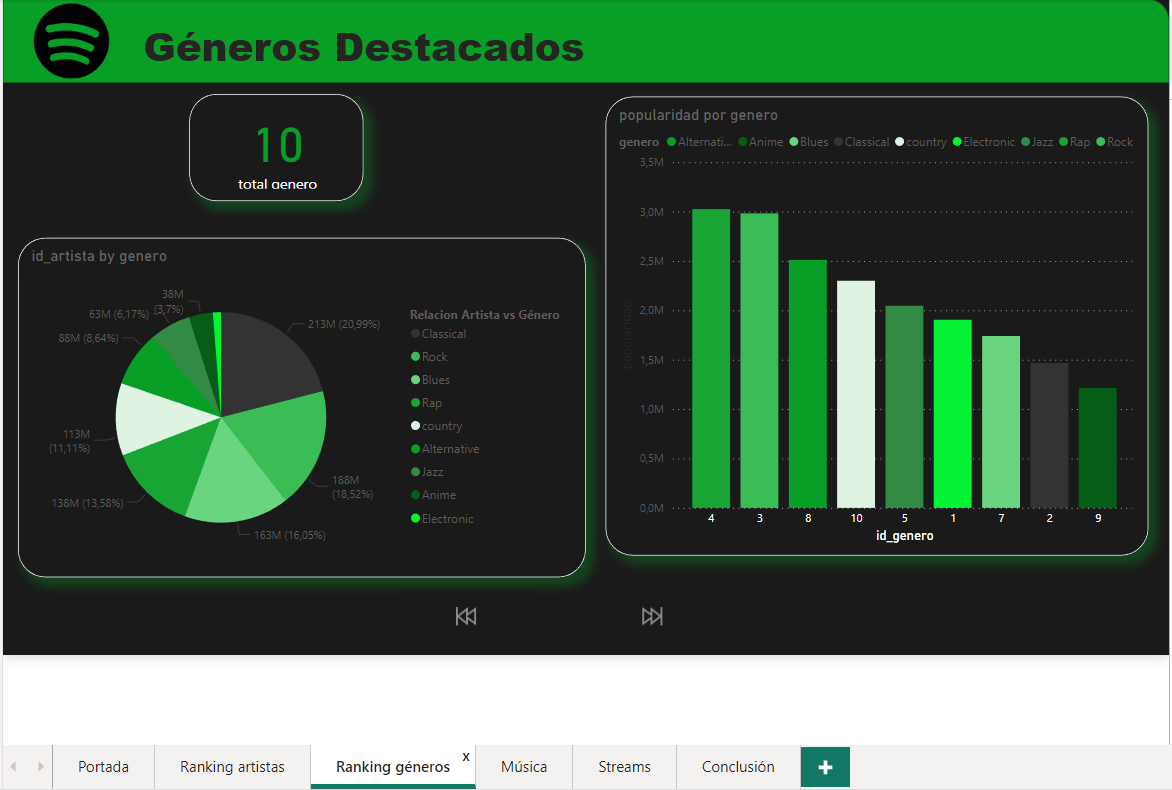 Géneros Destacados
10
total genero
popularidad por genero
genero Alternati... Anime Blues Classical country Electronic Jazz Rap Rock
3,5M
3,0M
2,5M
2,0M
1,5M
1,0M
0,5M
0,0M
popularidad
4 3 8 10 5 1 7 2 9
id_genero
id_artista by genero
38M
(3,7%)
63M (6,17%)
88M (8,64%)
213M (20,99%)
113M
(11,11%)
188M
(18,52%)
138M (13,58%)
163M (16,05%)
Relacion Artista vs Género
Classical
Rock
Blues
Rap
country
Alternative
Jazz
Anime
Electronic
Portada
Ranking artistas
Ranking géneros
x
Música
Streams
Conclusión
+